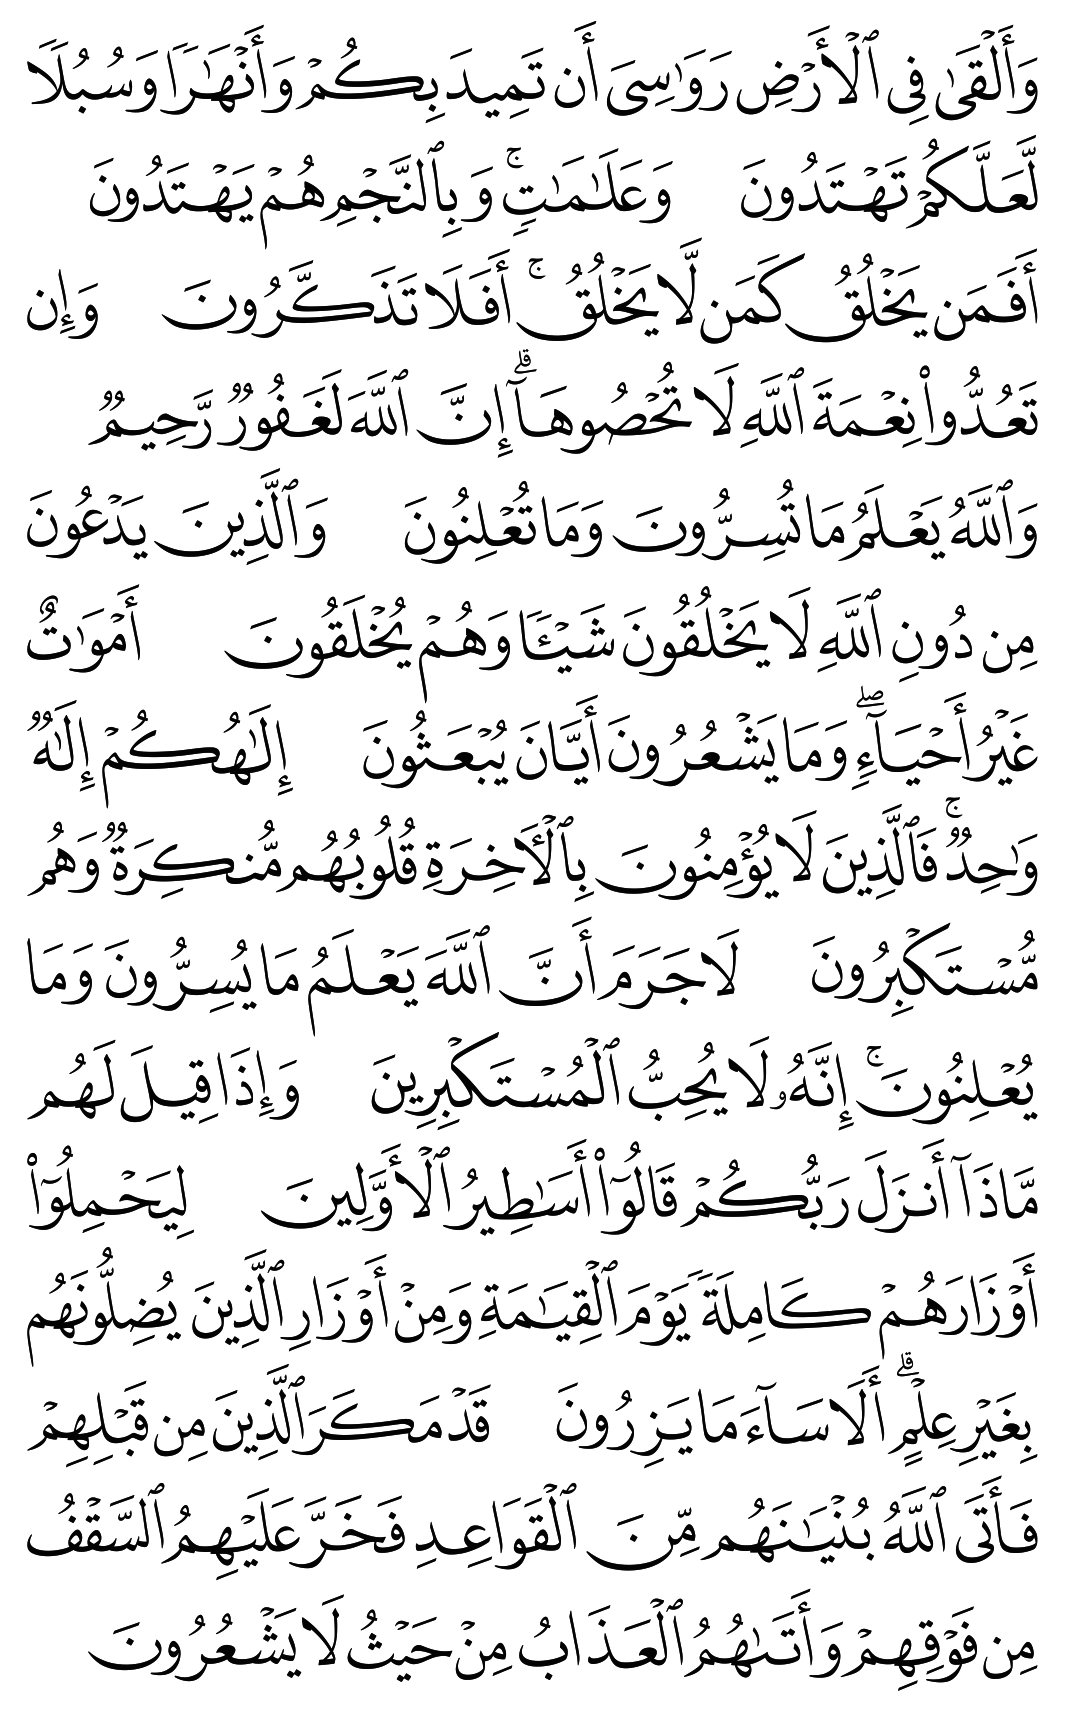 وَأَلۡقَىٰ فِي ٱلۡأَرۡضِ رَوَٰسِيَ أَن تَمِيدَ بِكُمۡ وَأَنۡهَٰرٗا وَسُبُلٗا
لَّعَلَّكُمۡ تَهۡتَدُونَ وَعَلَٰمَٰتٖۚ وَبِٱلنَّجۡمِ هُمۡ يَهۡتَدُونَ
أَفَمَن يَخۡلُقُ كَمَن لَّا يَخۡلُقُۚ أَفَلَا تَذَكَّرُونَ وَإِن
تَعُدُّواْ نِعۡمَةَ ٱللَّهِ لَا تُحۡصُوهَآۗ إِنَّ ٱللَّهَ لَغَفُورٞ رَّحِيمٞ
وَٱللَّهُ يَعۡلَمُ مَا تُسِرُّونَ وَمَا تُعۡلِنُونَ وَٱلَّذِينَ يَدۡعُونَ
مِن دُونِ ٱللَّهِ لَا يَخۡلُقُونَ شَيۡـٔٗا وَهُمۡ يُخۡلَقُونَ أَمۡوَٰتٌ
غَيۡرُ أَحۡيَآءٖۖ وَمَا يَشۡعُرُونَ أَيَّانَ يُبۡعَثُونَ إِلَٰهُكُمۡ إِلَٰهٞ
وَٰحِدٞۚ فَٱلَّذِينَ لَا يُؤۡمِنُونَ بِٱلۡأٓخِرَةِ قُلُوبُهُم مُّنكِرَةٞ وَهُم
مُّسۡتَكۡبِرُونَ لَا جَرَمَ أَنَّ ٱللَّهَ يَعۡلَمُ مَا يُسِرُّونَ وَمَا
يُعۡلِنُونَۚ إِنَّهُۥ لَا يُحِبُّ ٱلۡمُسۡتَكۡبِرِينَ وَإِذَا قِيلَ لَهُم
مَّاذَآ أَنزَلَ رَبُّكُمۡ قَالُوٓاْ أَسَٰطِيرُ ٱلۡأَوَّلِينَ لِيَحۡمِلُوٓاْ
أَوۡزَارَهُمۡ كَامِلَةٗ يَوۡمَ ٱلۡقِيَٰمَةِ وَمِنۡ أَوۡزَارِ ٱلَّذِينَ يُضِلُّونَهُم
بِغَيۡرِ عِلۡمٍۗ أَلَا سَآءَ مَا يَزِرُونَ قَدۡ مَكَرَ ٱلَّذِينَ مِن قَبۡلِهِمۡ
فَأَتَى ٱللَّهُ بُنۡيَٰنَهُم مِّنَ ٱلۡقَوَاعِدِ فَخَرَّ عَلَيۡهِمُ ٱلسَّقۡفُ
مِن فَوۡقِهِمۡ وَأَتَىٰهُمُ ٱلۡعَذَابُ مِنۡ حَيۡثُ لَا يَشۡعُرُونَ